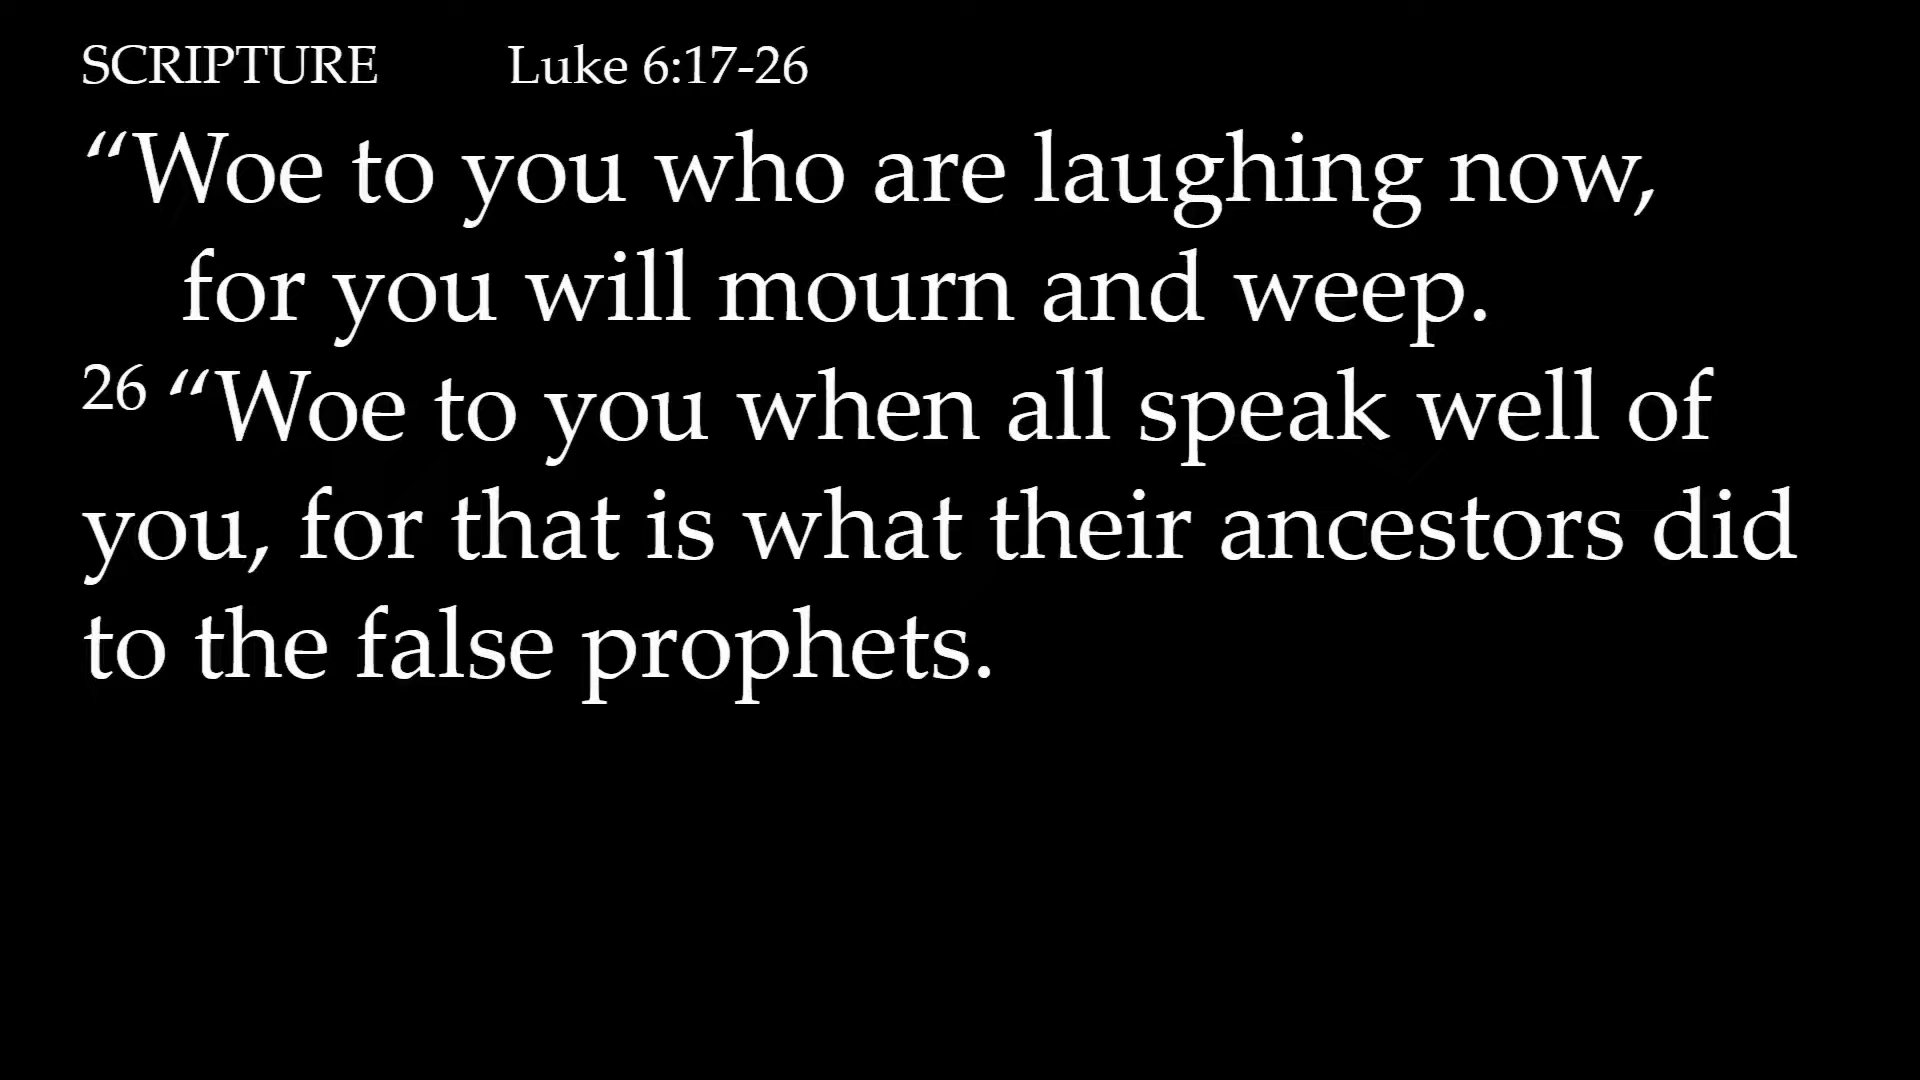 SCRIPTURE Luke 6:17-26
“Woe to you who are laughing now,
for you will mourn and weep.
26 “Woe to you when all speak well of
you, for that is what their ancestors did
to the false prophets.